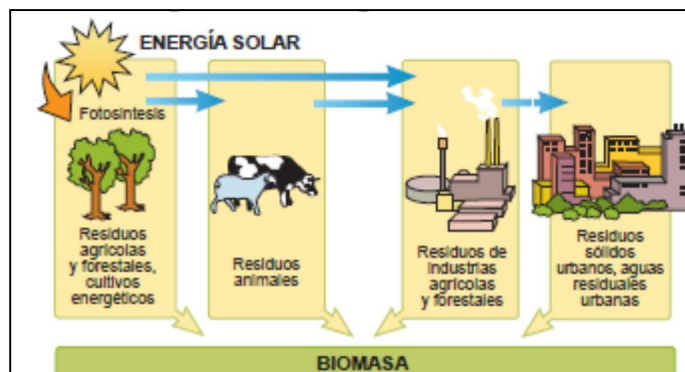 ENERGÍA SOLAR
Fotosíntesis
Residuos
agrícolas
y forestales,
cultivos
energéticos
Residuos
animales
Residuos de
industrias
agrícolas
y forestales
Residuos
sólidos
urbanos, aguas
residuales
urbanas
BIOMASA